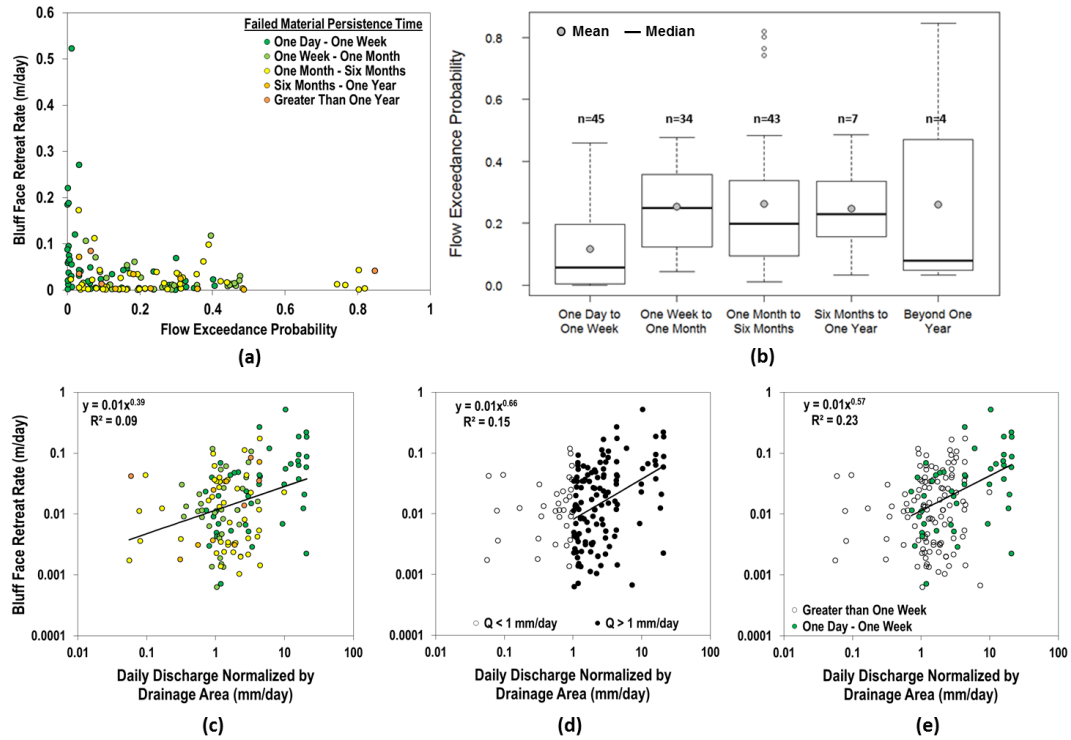 Bluff Face Retreat Rate (m/day)
0.6
0.5
0.4
0.3
0.2
0.1
0
Failed Material Persistence Time
One Day - One Week
One Week - One Month
One Month - Six Months
Six Months - One Year
Greater Than One Year
0 0.2 0.4 0.6 0.8 1
Flow Exceedance Probability
(a)
Flow Exceedance Probability
0.8
0.6
0.4
0.2
0.0
Mean Median
n=45 n=34 n=43 n=7 n=4
One Day to One Week to One Month to Six Months to Beyond One
One Week One Month Six Months One Year Year
(b)
Bluff Face Retreat Rate (m/day)
1
0.1
0.01
0.001
0.0001
y = 0.01x^0.39
R² = 0.09
0.01 0.1 1 10 100
Daily Discharge Normalized by
Drainage Area (mm/day)
(c)
1
0.1
0.01
0.001
0.0001
y = 0.01x^0.66
R² = 0.15
Q < 1 mm/day Q > 1 mm/day
0.01 0.1 1 10 100
Daily Discharge Normalized by
Drainage Area (mm/day)
(d)
1
0.1
0.01
0.001
0.0001
y = 0.01x^0.57
R² = 0.23
Greater than One Week
One Day - One Week
0.01 0.1 1 10 100
Daily Discharge Normalized by
Drainage Area (mm/day)
(e)